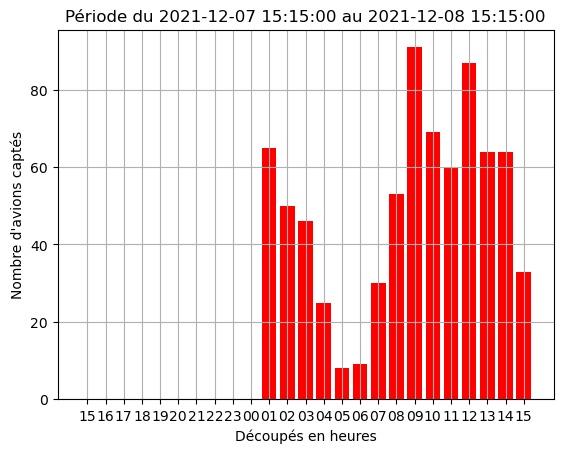 Période du 2021-12-07 15:15:00 au 2021-12-08 15:15:00
Nombre d'avions captés
80
60
40
20
0
15 16 17 18 19 20 21 22 23 00 01 02 03 04 05 06 07 08 09 10 11 12 13 14 15
Découpés en heures